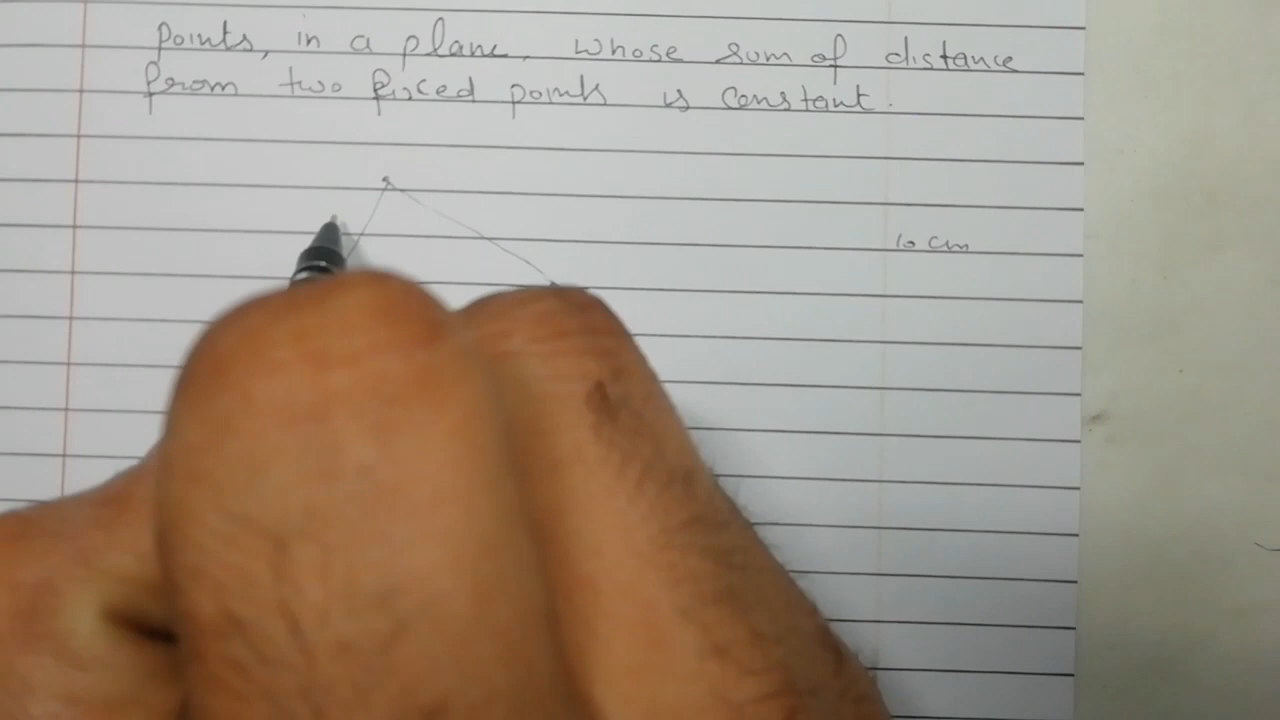 Points, in a plane, whose sum of distance
from two fixed points is constant.
10 cm